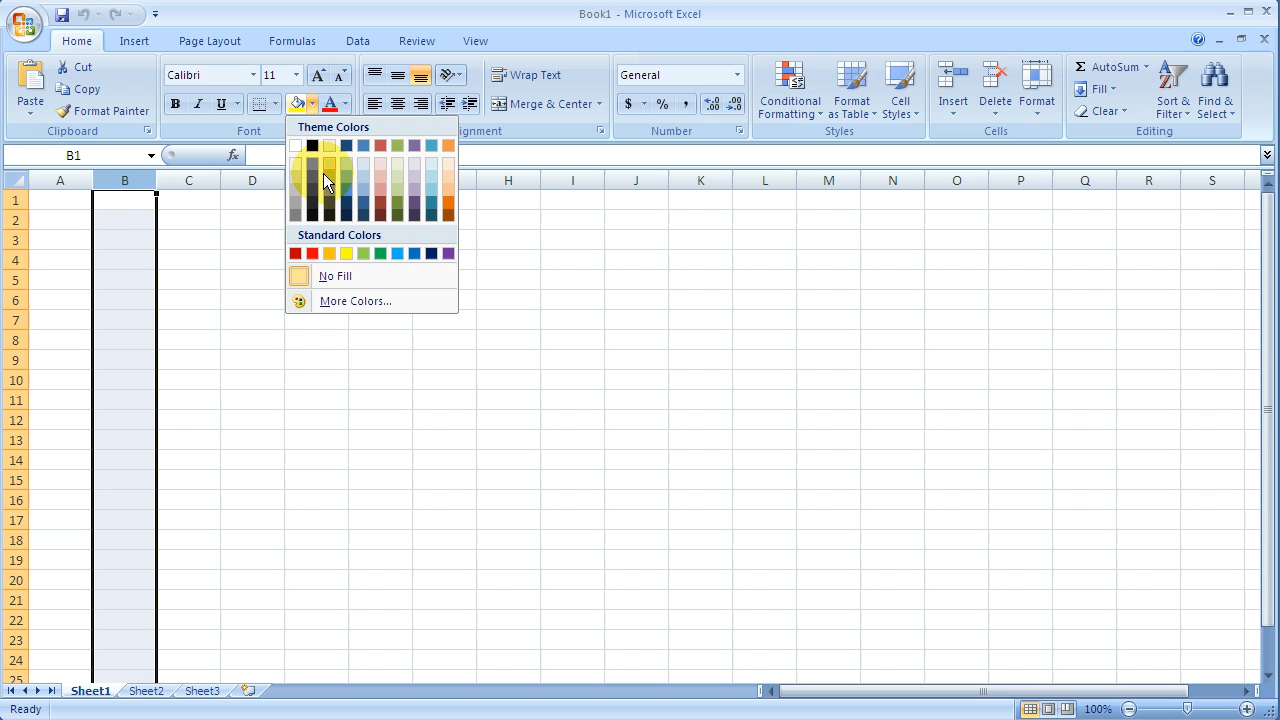 Book1 - Microsoft Excel
Home Insert Page Layout Formulas Data Review View
Paste Cut Calibri 11 Wrap Text General Conditional Formatting Format as Table Cell Styles Insert Delete Format Σ AutoSum Sort & Filter Find & Select
Copy Fill
Format Painter B I U Merge & Center $ % , Clear
Clipboard Font Number Styles Cells Editing
Theme Colors
B1 fx
A B C D H I J K L M N O P Q R S
Standard Colors
No Fill
More Colors...
1
2
3
4
5
6
7
8
9
10
11
12
13
14
15
16
17
18
19
20
21
22
23
24
25
Sheet1 Sheet2 Sheet3
Ready 100%